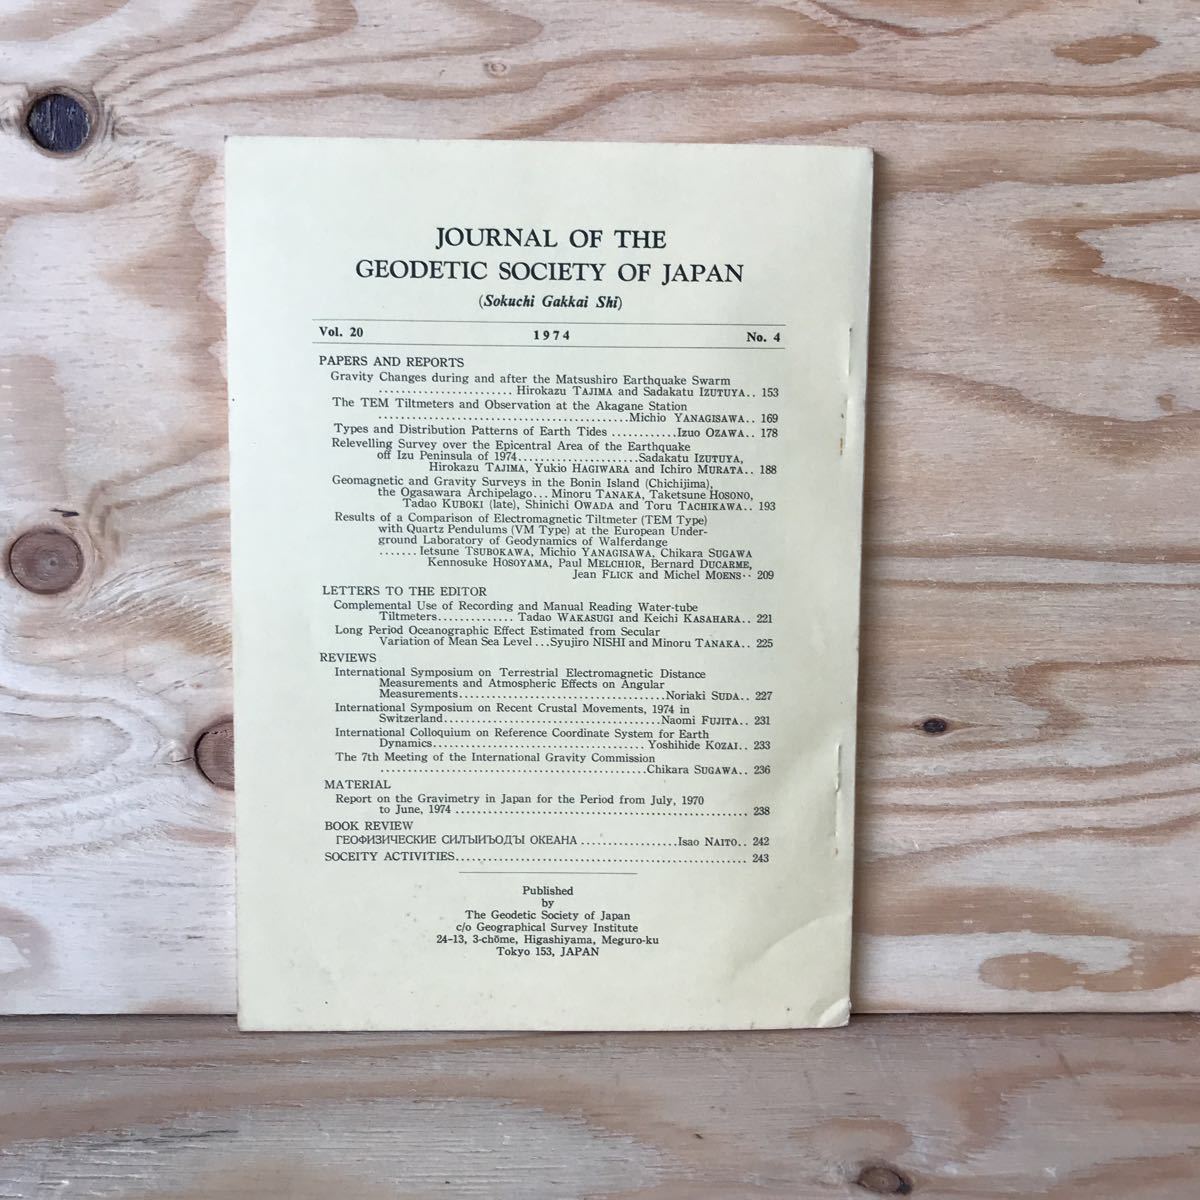 JOURNAL OF THE
GEODETIC SOCIETY OF JAPAN
(Sokuchi Gakkai Shi)
Vol. 20 1974 No. 4
PAPERS AND REPORTS
Gravity Changes during and after the Matsushiro Earthquake Swarm
....................... Hirokazu TAJIMA and Sadakatu IZUTUYA.. 153
The TEM Tiltmeters and Observation at the Akagane Station
..........................................Michio YANAGISAWA.. 169
Types and Distribution Patterns of Earth Tides ............Izuo OZAWA.. 178
Relevelling Survey over the Epicentral Area of the Earthquake
off Izu Peninsula of 1974.....................Sadakatu IZUTUYA,
Hirokazu TAJIMA, Yukio HAGIWARA and Ichiro MURATA.. 188
Geomagnetic and Gravity Surveys in the Bonin Island (Chichijima),
the Ogasawara Archipelago... Minoru TANAKA, Taketsune HOSONO,
Tadao KUBOKI (late), Shinichi OWADA and Toru TACHIKAWA.. 193
Results of a Comparison of Electromagnetic Tiltmeter (TEM Type)
with Quartz Pendulums (VM Type) at the European Under-
ground Laboratory of Geodynamics of Walferdange
....... Ietsune TSUBOKAWA, Michio YANAGISAWA, Chikara SUGAWA
Kennosuke HOSOYAMA, Paul MELCHIOR, Bernard DUCARME,
Jean FLICK and Michel MOENS.. 209
LETTERS TO THE EDITOR
Complemental Use of Recording and Manual Reading Water-tube
Tiltmeters.............. Tadao WAKASUGI and Keichi KASAHARA.. 221
Long Period Oceanographic Effect Estimated from Secular
Variation of Mean Sea Level ...Syujiro NISHI and Minoru TANAKA.. 225
REVIEWS
International Symposium on Terrestrial Electromagnetic Distance
Measurements and Atmospheric Effects on Angular
Measurements...................................Noriaki SUDA.. 227
International Symposium on Recent Crustal Movements, 1974 in
Switzerland.....................................Naomi FUJITA.. 231
International Colloquium on Reference Coordinate System for Earth
Dynamics.................................... Yoshihide KOZAI.. 233
The 7th Meeting of the International Gravity Commission
.............................................Chikara SUGAWA.. 236
MATERIAL
Report on the Gravimetry in Japan for the Period from July, 1970
to June, 1974 .................................................. 238
BOOK REVIEW
ГЕОФИЗИЧЕСКИЕ СИЛЪIИЪОДЪI ОКЕАНА .................Isao NAITO.. 242
SOCEITY ACTIVITIES.................................................. 243
Published
by
The Geodetic Society of Japan
c/o Geographical Survey Institute
24-13, 3-chōme, Higashiyama, Meguro-ku
Tokyo 153, JAPAN